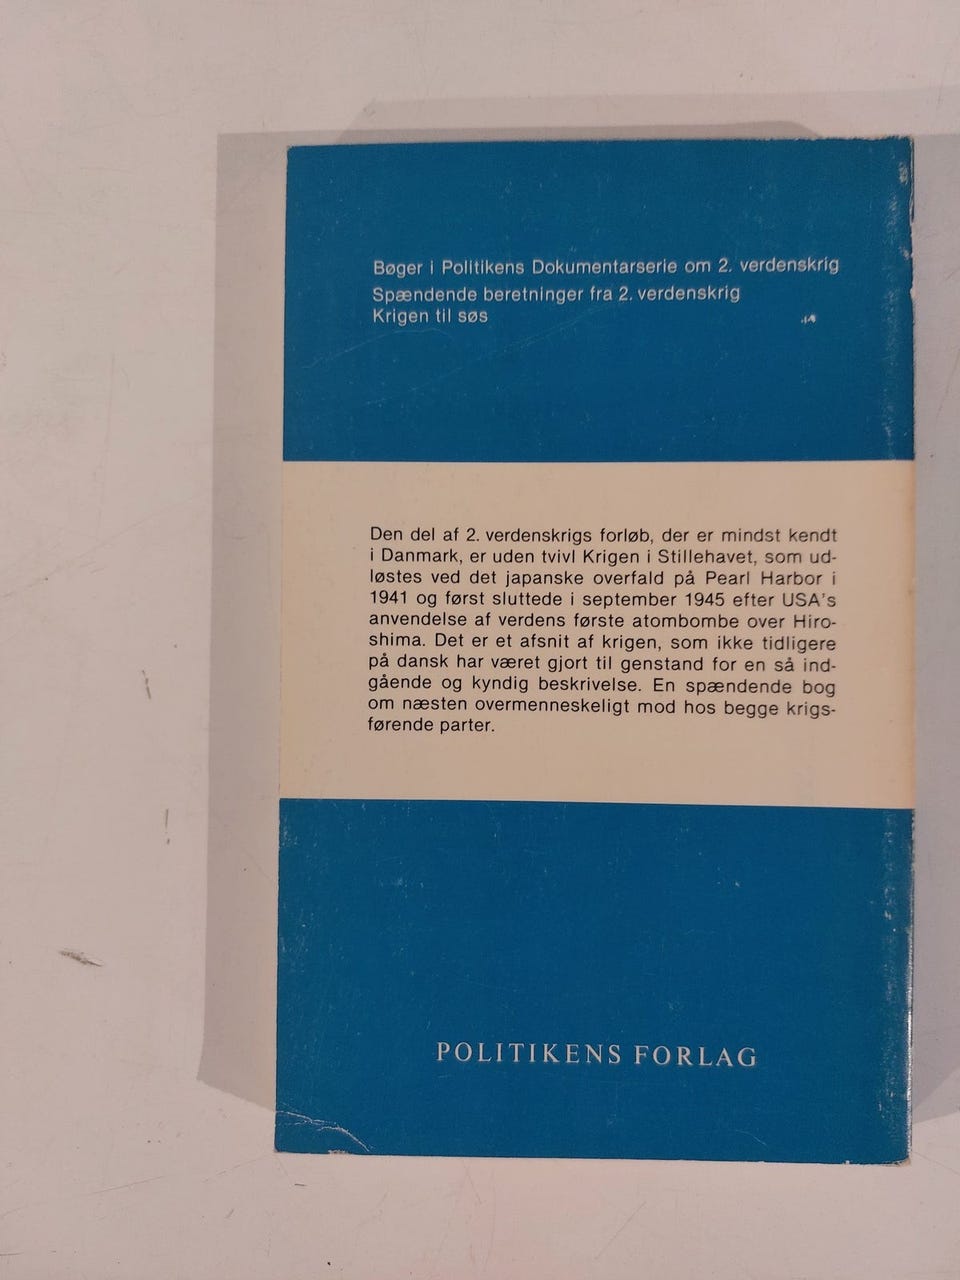 Bøger i Politikens Dokumentarserie om 2. verdenskrig
Spændende beretninger fra 2. verdenskrig
Krigen til søs
Den del af 2. verdenskrigs forløb, der er mindst kendt
i Danmark, er uden tvivl Krigen i Stillehavet, som ud-
løstes ved det japanske overfald på Pearl Harbor i
1941 og først sluttede i september 1945 efter USA's
anvendelse af verdens første atombombe over Hiro-
shima. Det er et afsnit af krigen, som ikke tidligere
på dansk har været gjort til genstand for en så ind-
gående og kyndig beskrivelse. En spændende bog
om næsten overmenneskeligt mod hos begge krigs-
førende parter.
POLITIKENS FORLAG